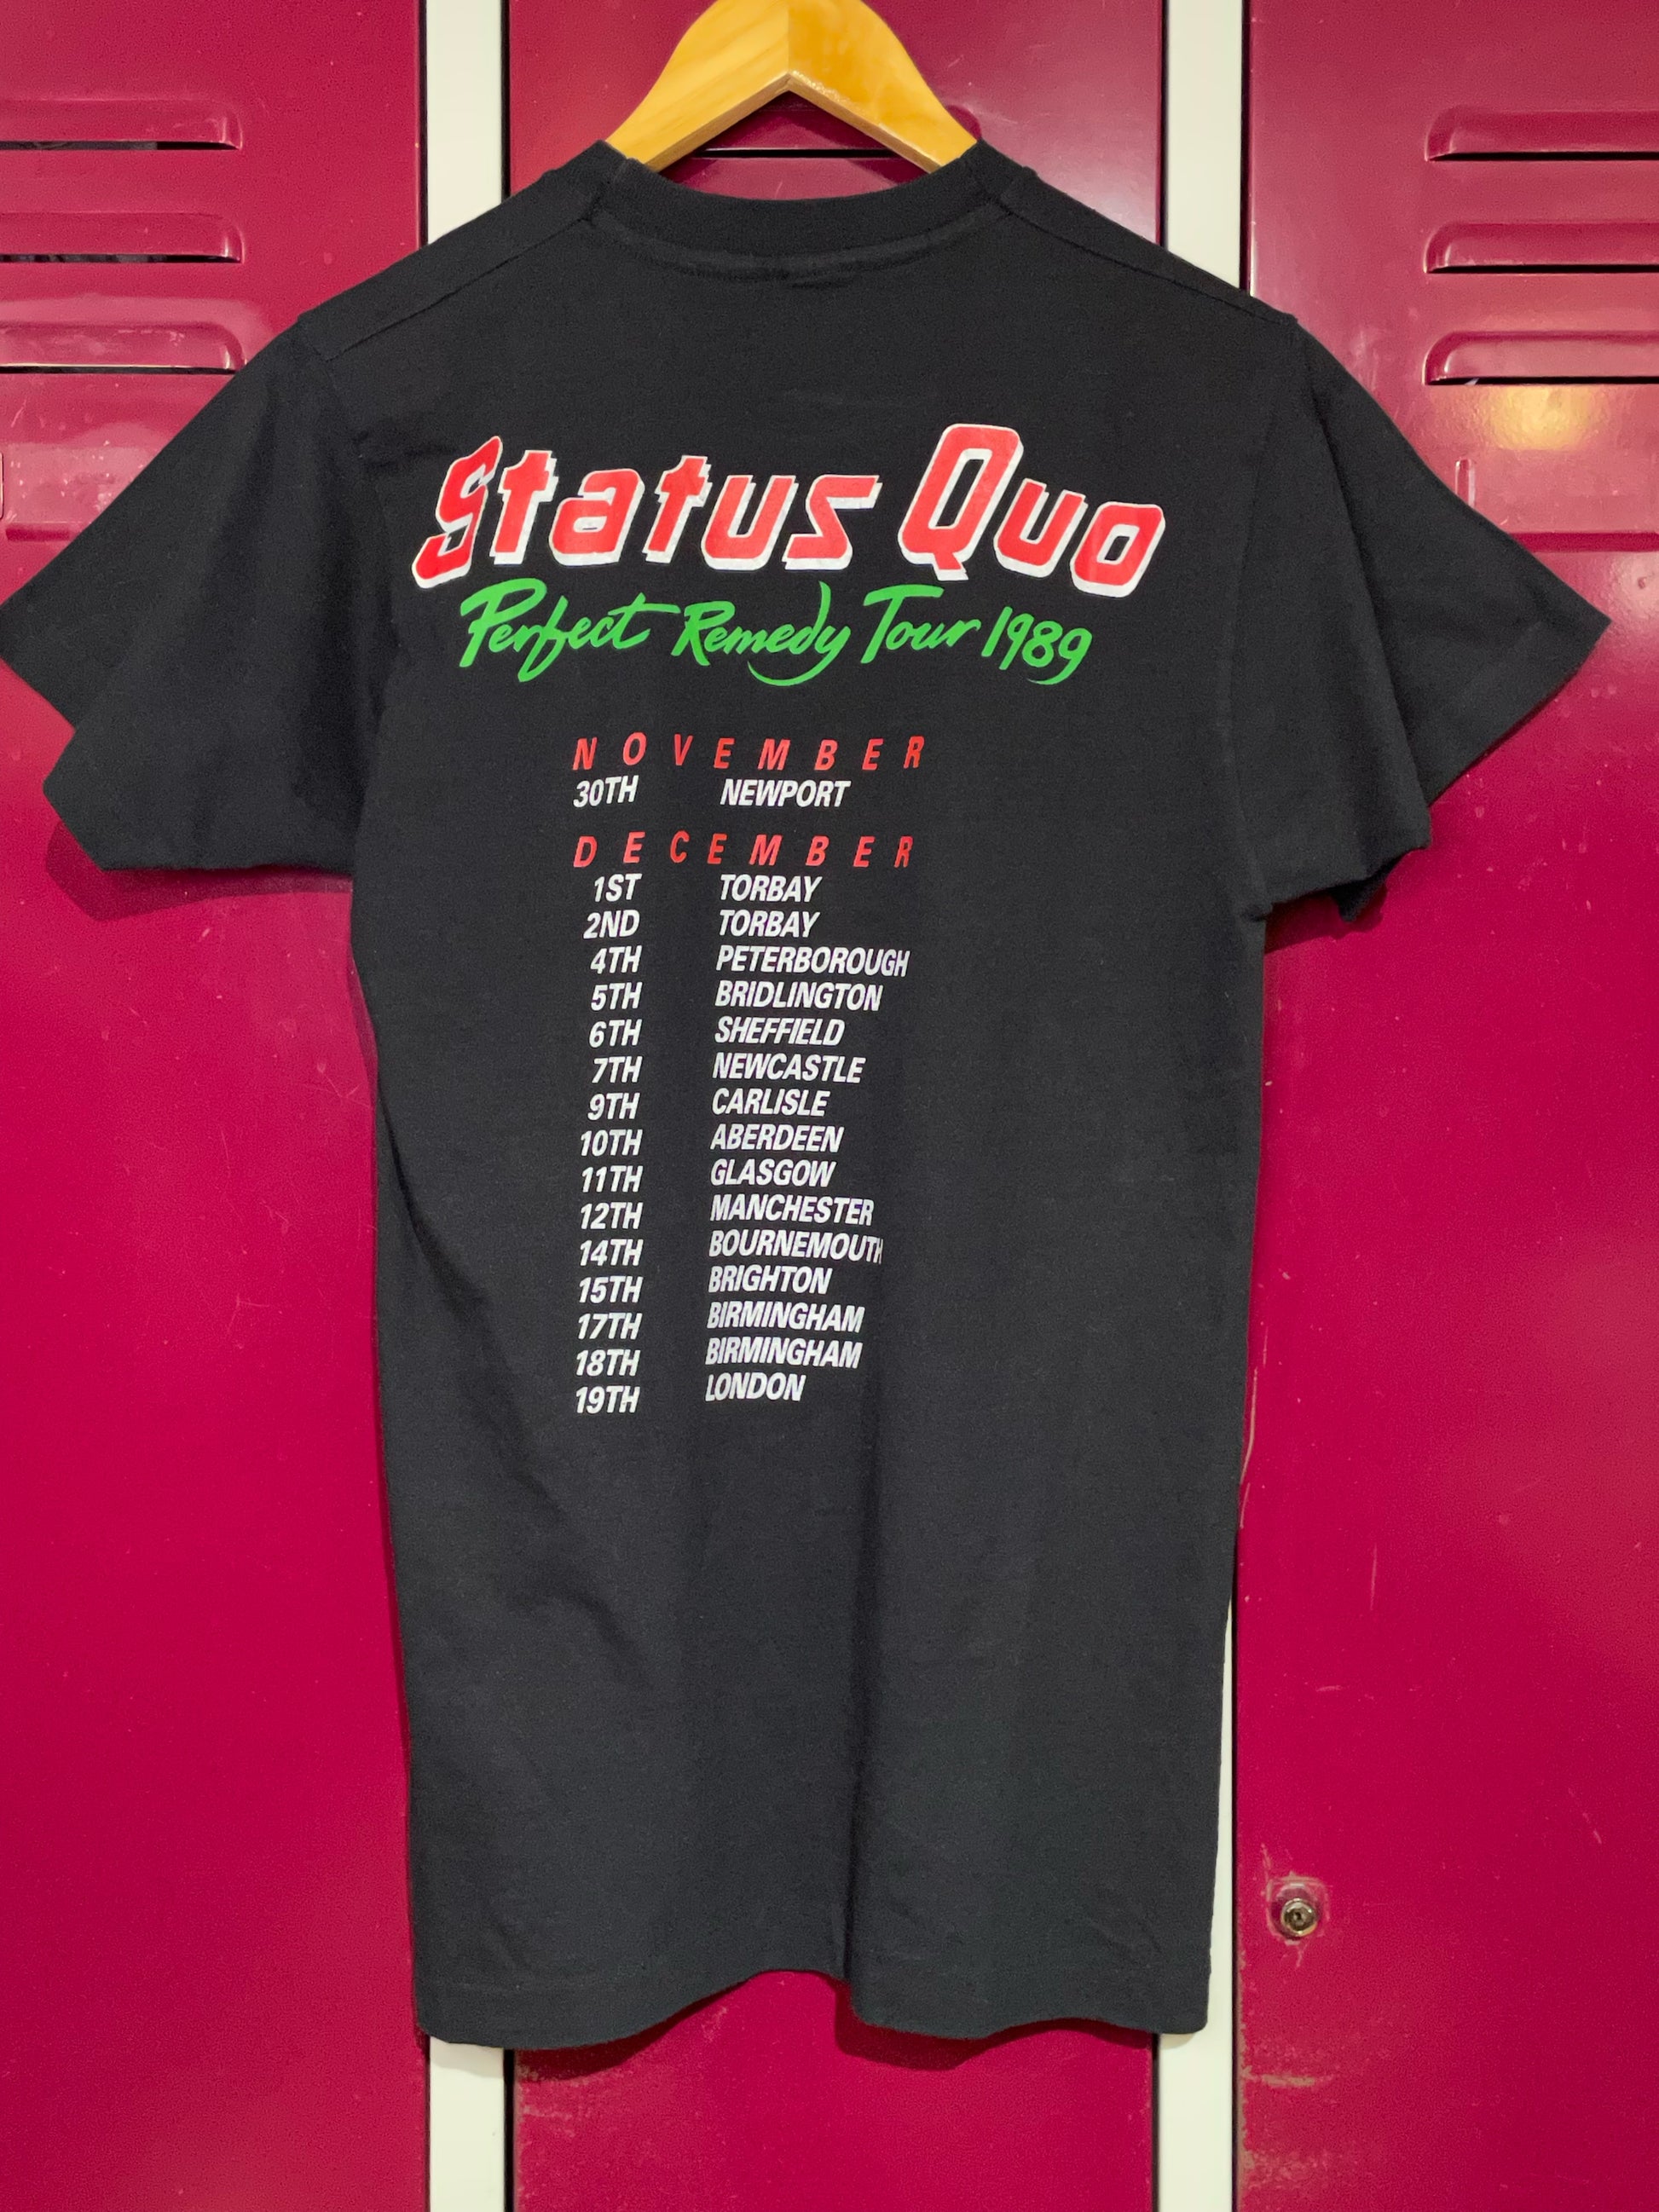 Status Quo
Perfect Remedy Tour 1989
NOVEMBER
30TH NEWPORT
DECEMBER
1ST TORBAY
2ND TORBAY
4TH PETERBOROUGH
5TH BRIDLINGTON
6TH SHEFFIELD
7TH NEWCASTLE
9TH CARLISLE
10TH ABERDEEN
11TH GLASGOW
12TH MANCHESTER
14TH BOURNEMOUTH
15TH BRIGHTON
17TH BIRMINGHAM
18TH BIRMINGHAM
19TH LONDON